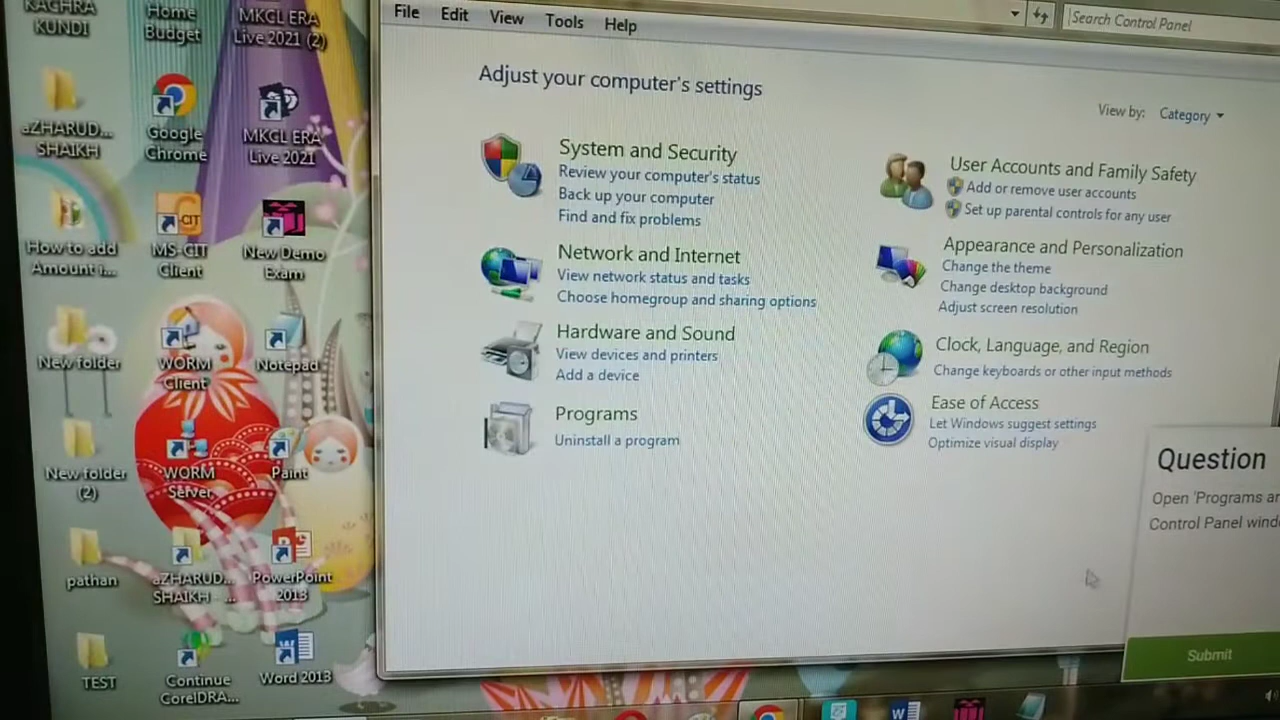 KACHRA
KUNDI
Home
Budget
MKCL ERA
Live 2021 (2)
aZHARUD...
SHAIKH
Google
Chrome
MKCL ERA
Live 2021
How to add
Amount i...
CIT
MS-CIT
Client
New Demo
Exam
New folder
WORM
Client
Notepad
New folder
(2)
WORM
Server
Paint
pathan
aZHARUD...
SHAIKH - ...
PowerPoint
2013
TEST
Continue
CorelDRA...
Word 2013
File Edit View Tools Help
Search Control Panel
Adjust your computer's settings
View by: Category
System and Security
Review your computer's status
Back up your computer
Find and fix problems
Network and Internet
View network status and tasks
Choose homegroup and sharing options
Hardware and Sound
View devices and printers
Add a device
Programs
Uninstall a program
User Accounts and Family Safety
Add or remove user accounts
Set up parental controls for any user
Appearance and Personalization
Change the theme
Change desktop background
Adjust screen resolution
Clock, Language, and Region
Change keyboards or other input methods
Ease of Access
Let Windows suggest settings
Optimize visual display
Question
Open 'Programs an
Control Panel wind
Submit